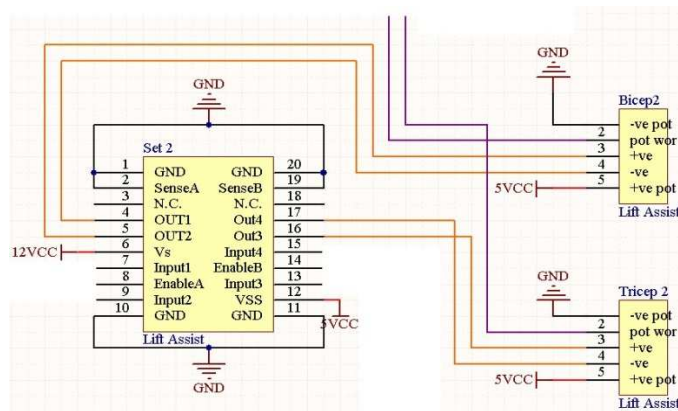 GND
Set 2
1 GND GND 20
2 SenseA SenseB 19
3 N.C. N.C. 18
4 OUT1 Out4 17
5 OUT2 Out3 16
12VCC 6 Vs Input4 15
7 Input1 EnableB 14
8 EnableA Input3 13
9 Input2 VSS 12
10 GND GND 11
5VCC
Lift Assist
GND
GND
Bicep2
-ve pot
2 pot wor
3 +ve
4 -ve
5VCC 5 +ve pot
Lift Assist
GND
Tricep 2
-ve pot
2 pot wor
3 +ve
4 -ve
5VCC 5 +ve pot
Lift Assist